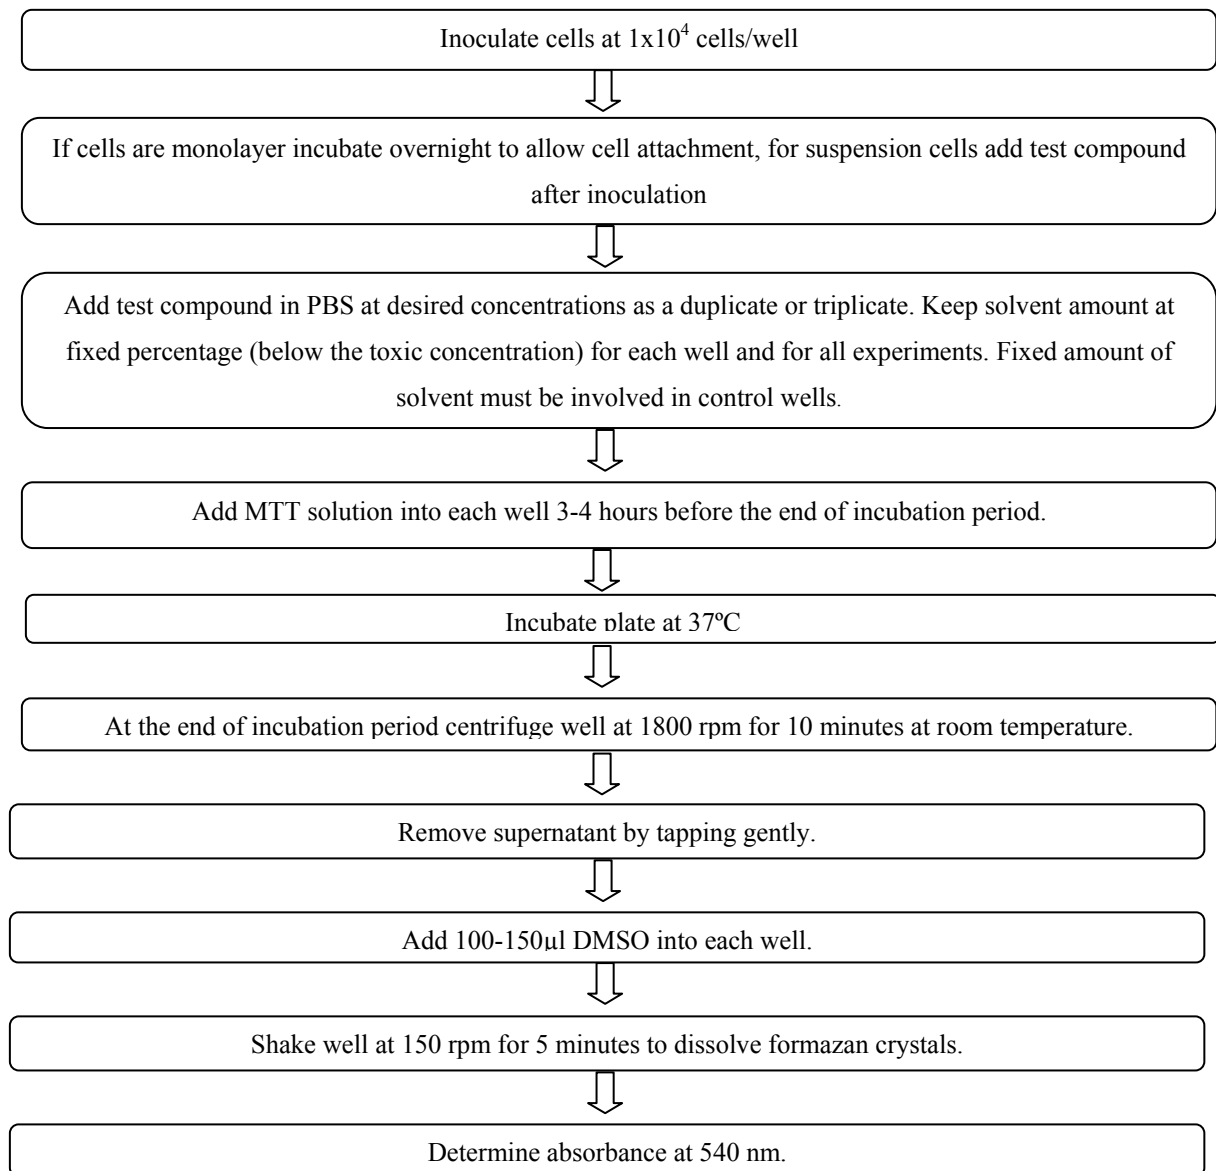 Inoculate cells at 1x10⁴ cells/well
If cells are monolayer incubate overnight to allow cell attachment, for suspension cells add test compound
after inoculation
Add test compound in PBS at desired concentrations as a duplicate or triplicate. Keep solvent amount at
fixed percentage (below the toxic concentration) for each well and for all experiments. Fixed amount of
solvent must be involved in control wells.
Add MTT solution into each well 3-4 hours before the end of incubation period.
Incubate plate at 37ºC
At the end of incubation period centrifuge well at 1800 rpm for 10 minutes at room temperature.
Remove supernatant by tapping gently.
Add 100-150µl DMSO into each well.
Shake well at 150 rpm for 5 minutes to dissolve formazan crystals.
Determine absorbance at 540 nm.